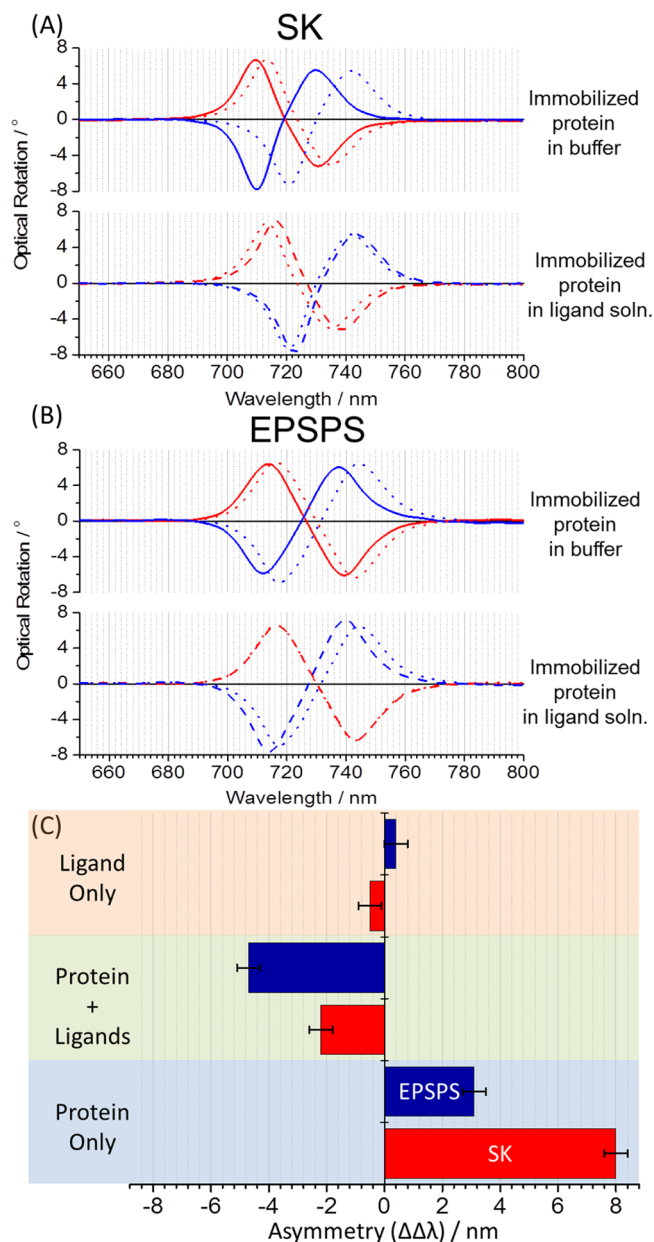 (A)
SK
8
4
0
-4
-8
Immobilized
protein
in buffer
Optical Rotation / °
8
4
0
-4
-8
Immobilized
protein
in ligand soln.
660 680 700 720 740 760 780 800
Wavelength / nm
(B)
EPSPS
8
4
0
-4
-8
Immobilized
protein
in buffer
Optical Rotation / °
8
4
0
-4
-8
Immobilized
protein
in ligand soln.
660 680 700 720 740 760 780 800
Wavelength / nm
(C)
Ligand
Only
Protein
+
Ligands
Protein
Only
EPSPS
SK
-8 -6 -4 -2 0 2 4 6 8
Asymmetry (ΔΔλ) / nm